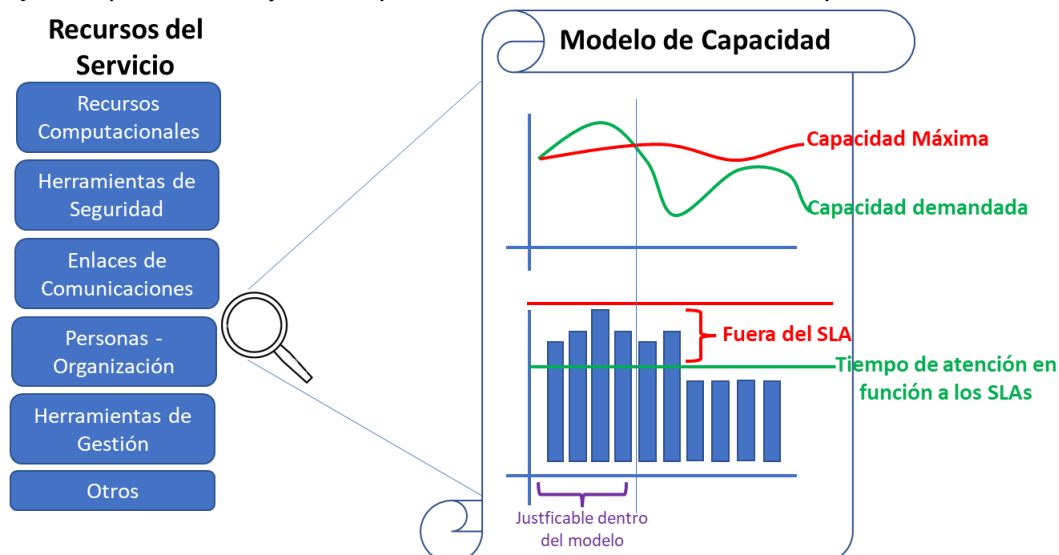 Recursos del
Servicio
Recursos
Computacionales
Herramientas de
Seguridad
Enlaces de
Comunicaciones
Personas -
Organización
Herramientas de
Gestión
Otros
Modelo de Capacidad
Capacidad Máxima
Capacidad demandada
Fuera del SLA
Tiempo de atención en
función a los SLAs
Justficable dentro
del modelo